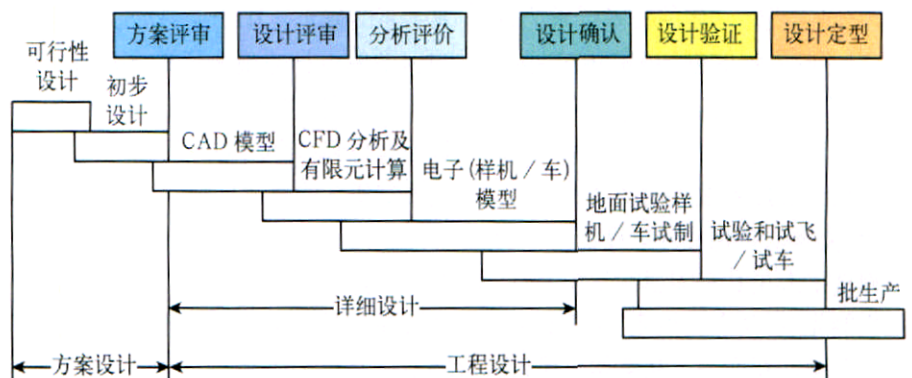 方案评审
设计评审
分析评价
设计确认
设计验证
设计定型
可行性
设计
初步
设计
CAD 模型
CFD 分析及
有限元计算
电子(样机/车)
模型
地面试验样
机/车试制
试验和试飞
/试车
批生产
详细设计
方案设计
工程设计